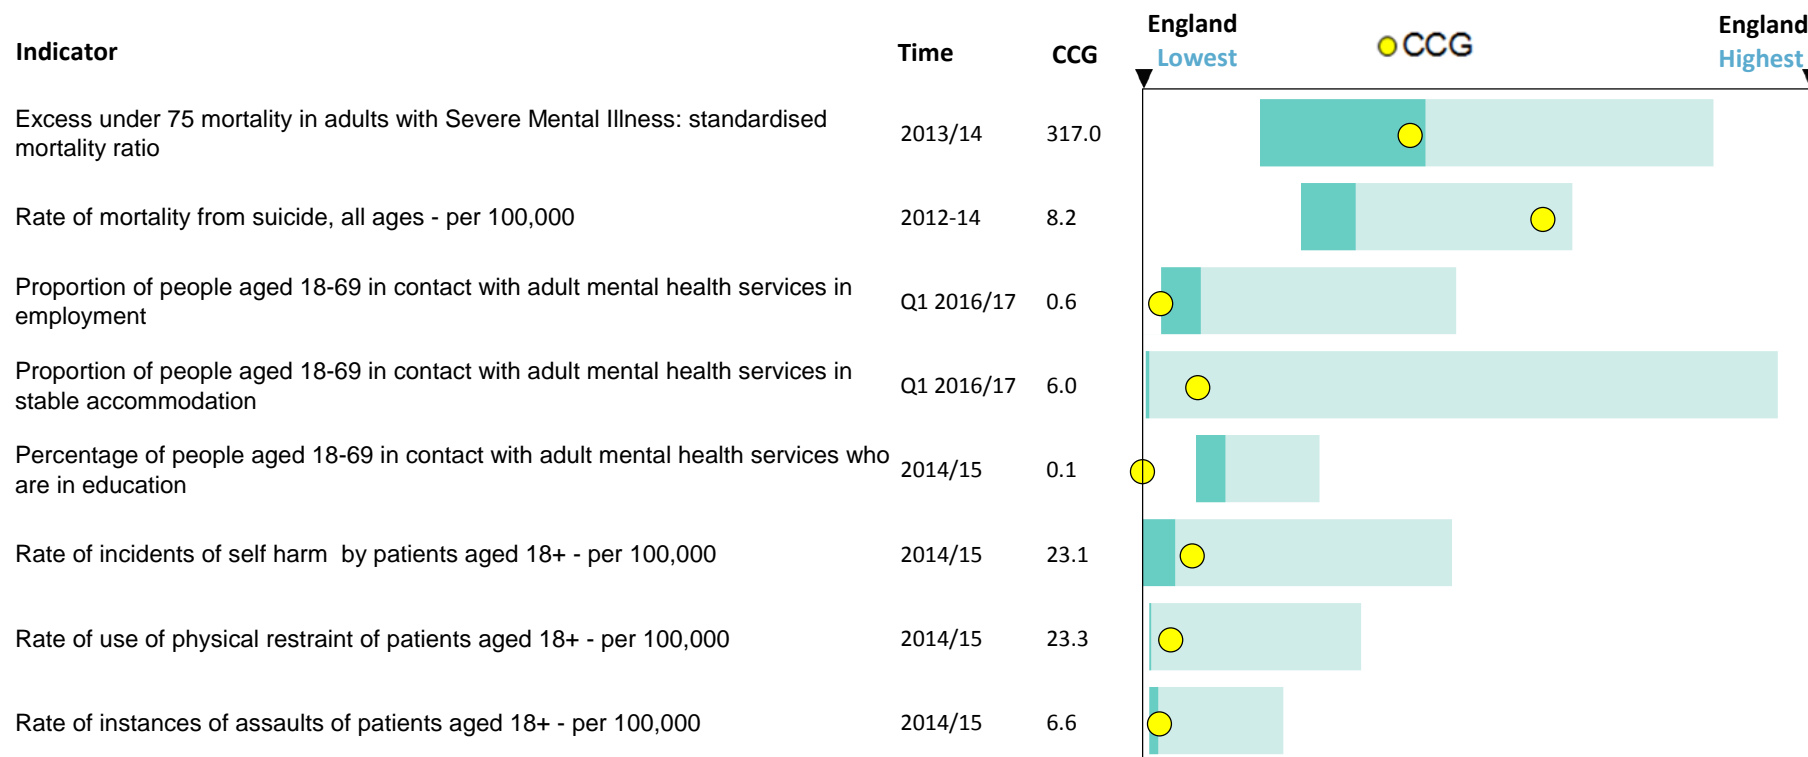 Indicator Time CCG England Lowest CCG England Highest
Excess under 75 mortality in adults with Severe Mental Illness: standardised
mortality ratio
2013/14 317.0
Rate of mortality from suicide, all ages - per 100,000 2012-14 8.2
Proportion of people aged 18-69 in contact with adult mental health services in
employment
Q1 2016/17 0.6
Proportion of people aged 18-69 in contact with adult mental health services in
stable accommodation
Q1 2016/17 6.0
Percentage of people aged 18-69 in contact with adult mental health services who
are in education
2014/15 0.1
Rate of incidents of self harm  by patients aged 18+ - per 100,000 2014/15 23.1
Rate of use of physical restraint of patients aged 18+ - per 100,000 2014/15 23.3
Rate of instances of assaults of patients aged 18+ - per 100,000 2014/15 6.6